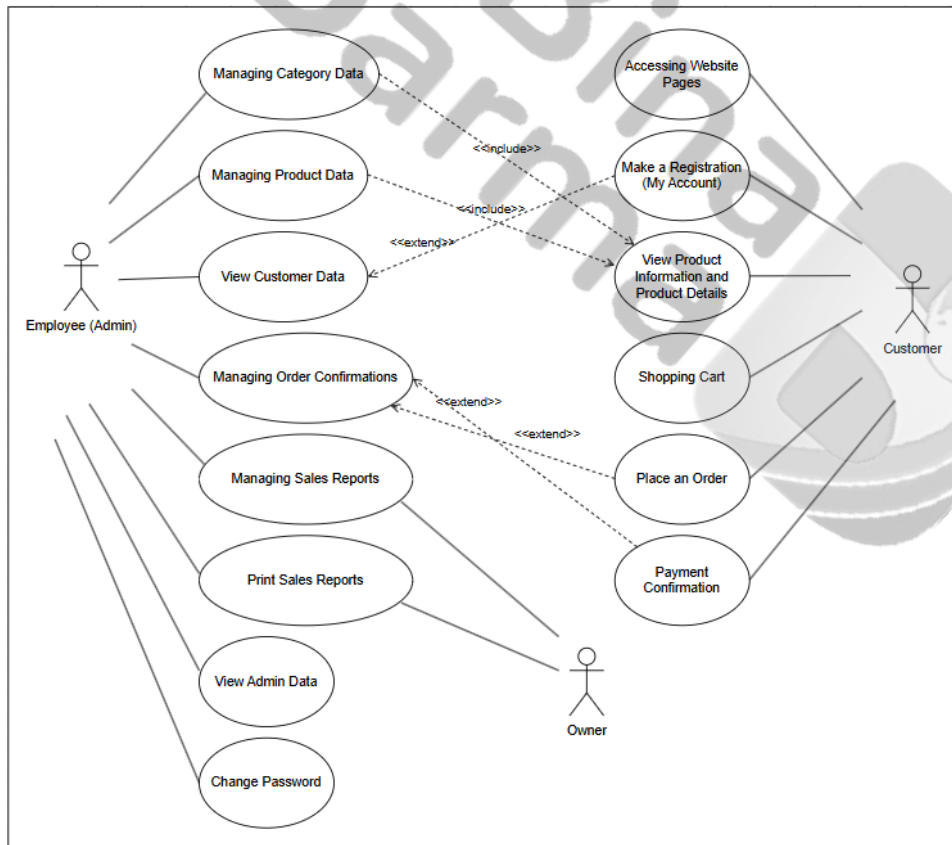 Bina
Darma
Managing Category Data
Accessing Website
Pages
<<include>>
Managing Product Data
Make a Registration
(My Account)
<<include>>
<<extend>>
View Customer Data
View Product
Information and
Product Details
Employee (Admin)
Customer
Managing Order Confirmations
Shopping Cart
<<extend>>
<<extend>>
Managing Sales Reports
Place an Order
Print Sales Reports
Payment
Confirmation
View Admin Data
Owner
Change Password